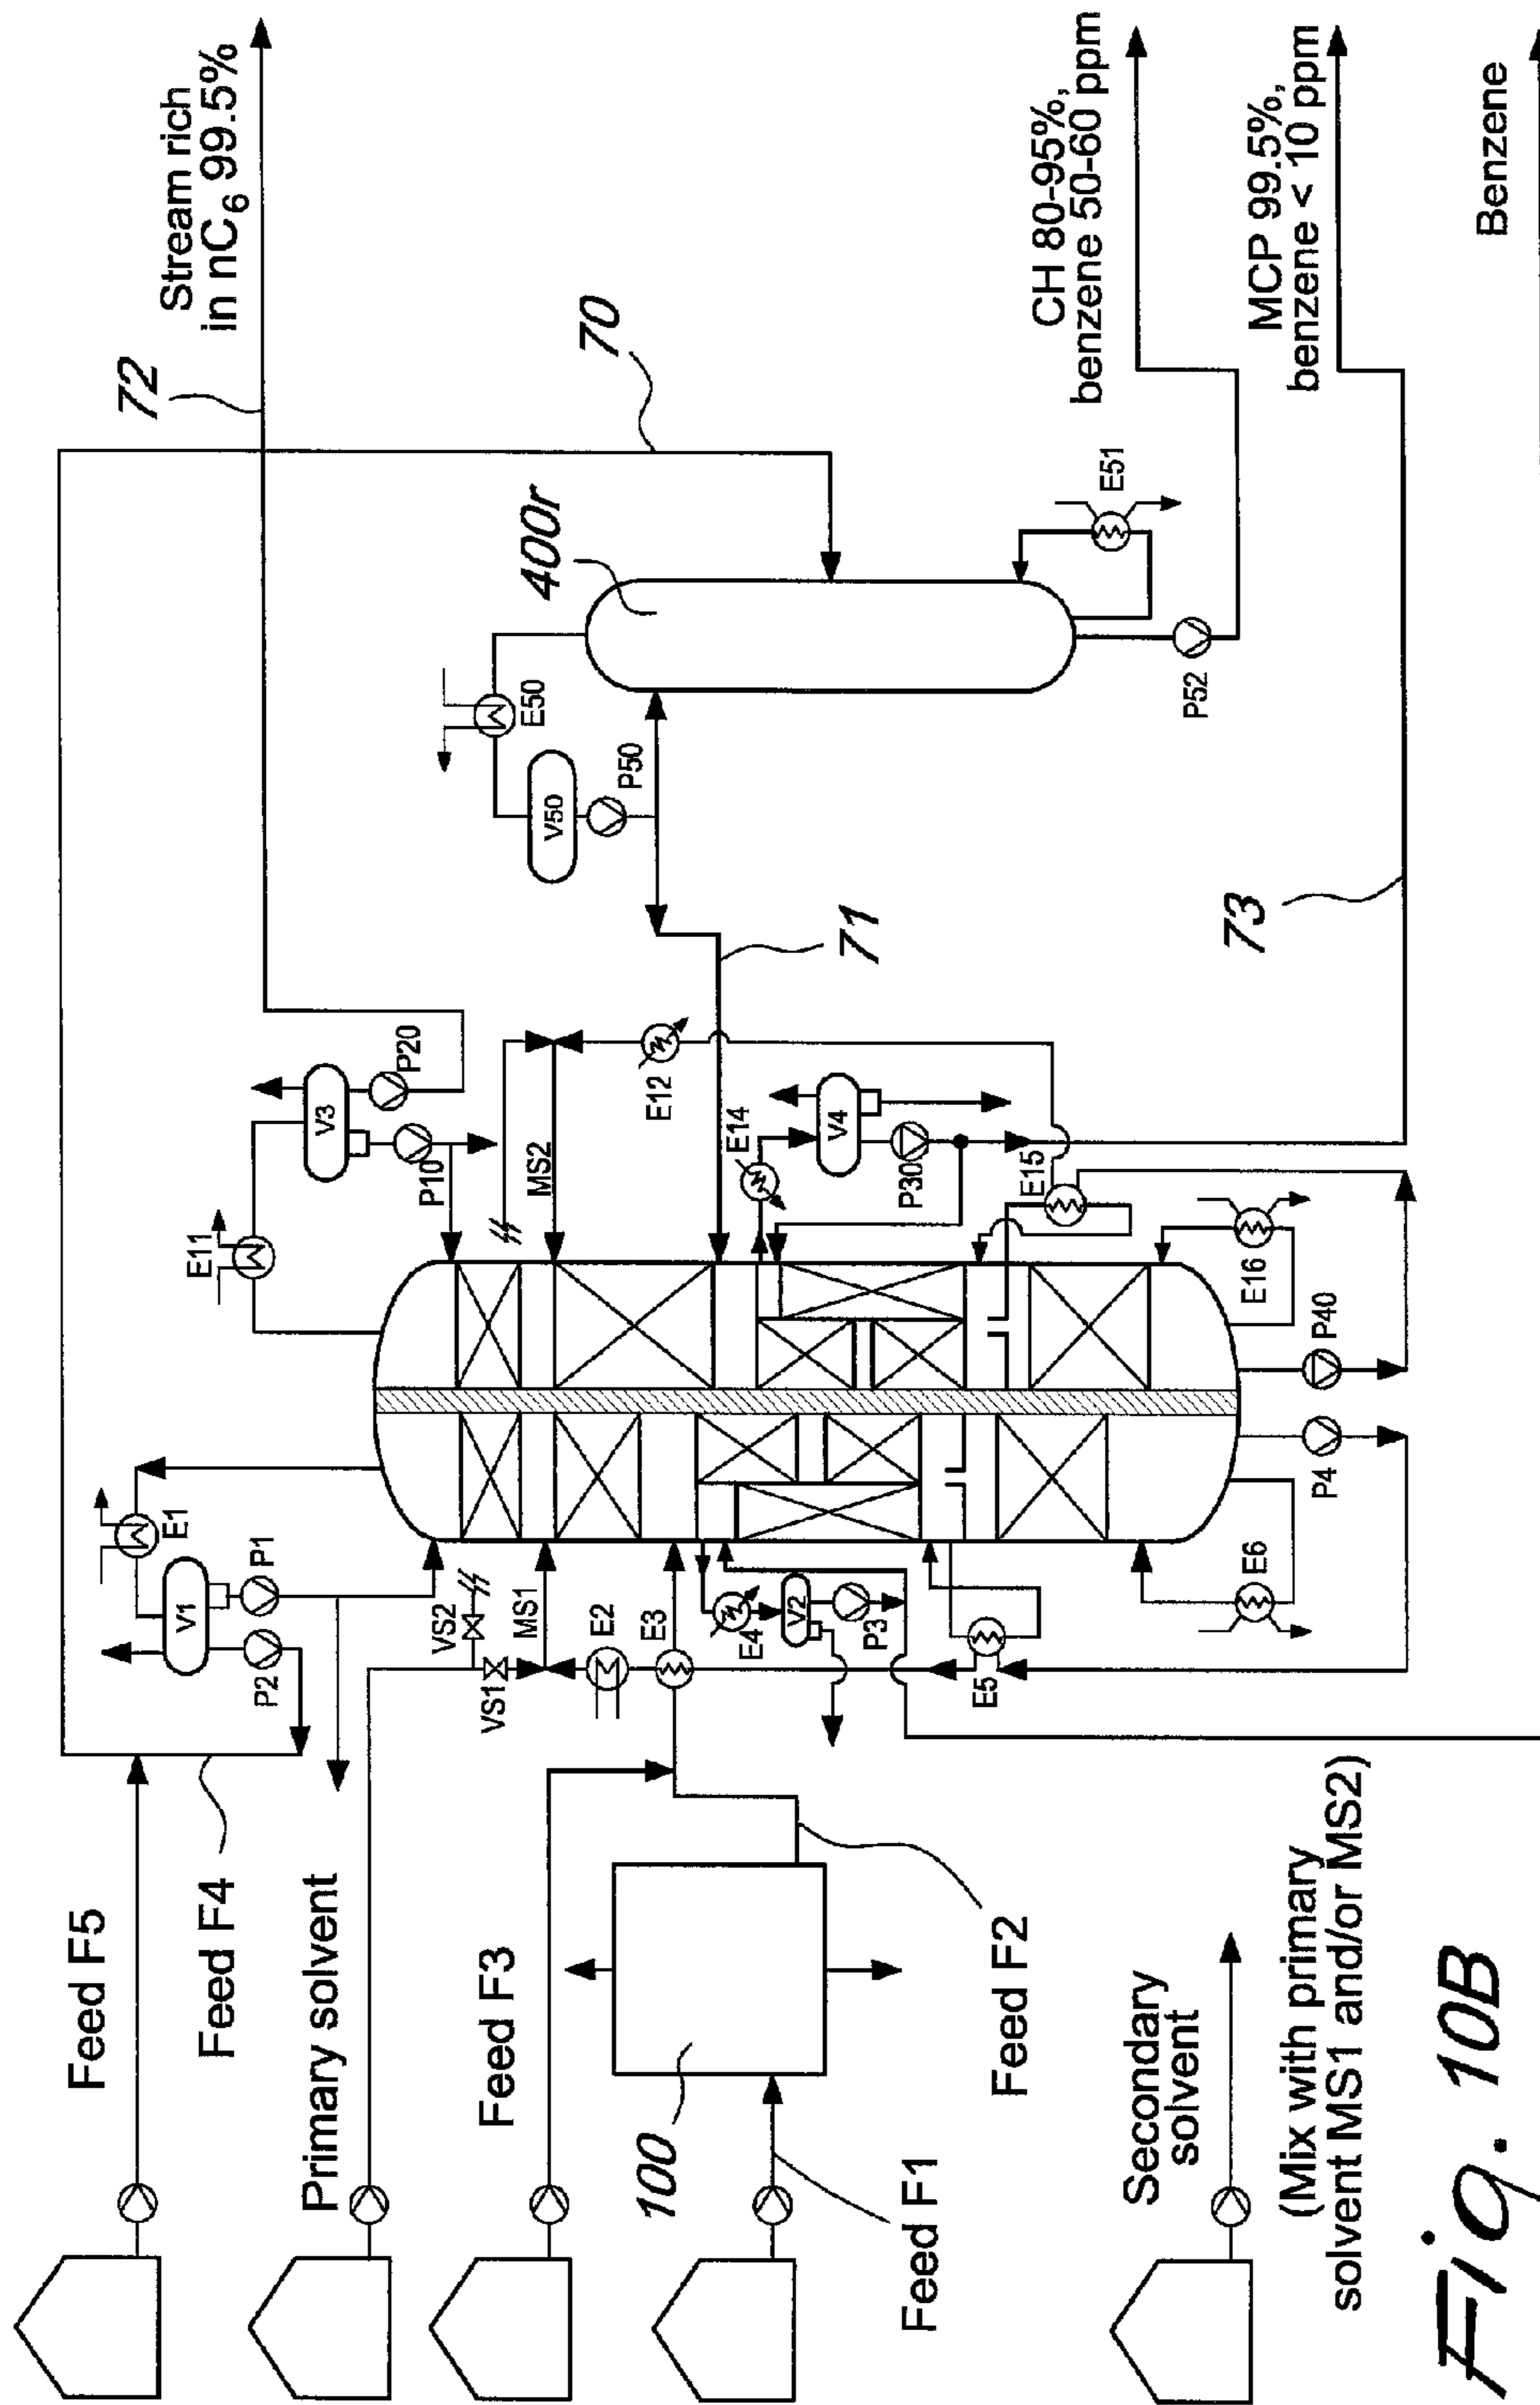 Feed F5
Feed F4
Primary solvent
Feed F3
100
Feed F2
Feed F1
Secondary
solvent
(Mix with primary
solvent MS1 and/or MS2)
Fig. 10B
V1
E1
P1
P2
VS2
VS1
MS1
E2
E3
E4
V2
P3
E5
E6
P4
P40
E11
V3
P10
P20
MS2
E12
E14
V4
P30
E15
E16
71
V50
P50
E50
400r
E51
P52
70
72
73
Stream rich
in nC6 99.5%
CH 80-95%,
benzene 50-60 ppm
MCP 99.5%,
benzene < 10 ppm
Benzene